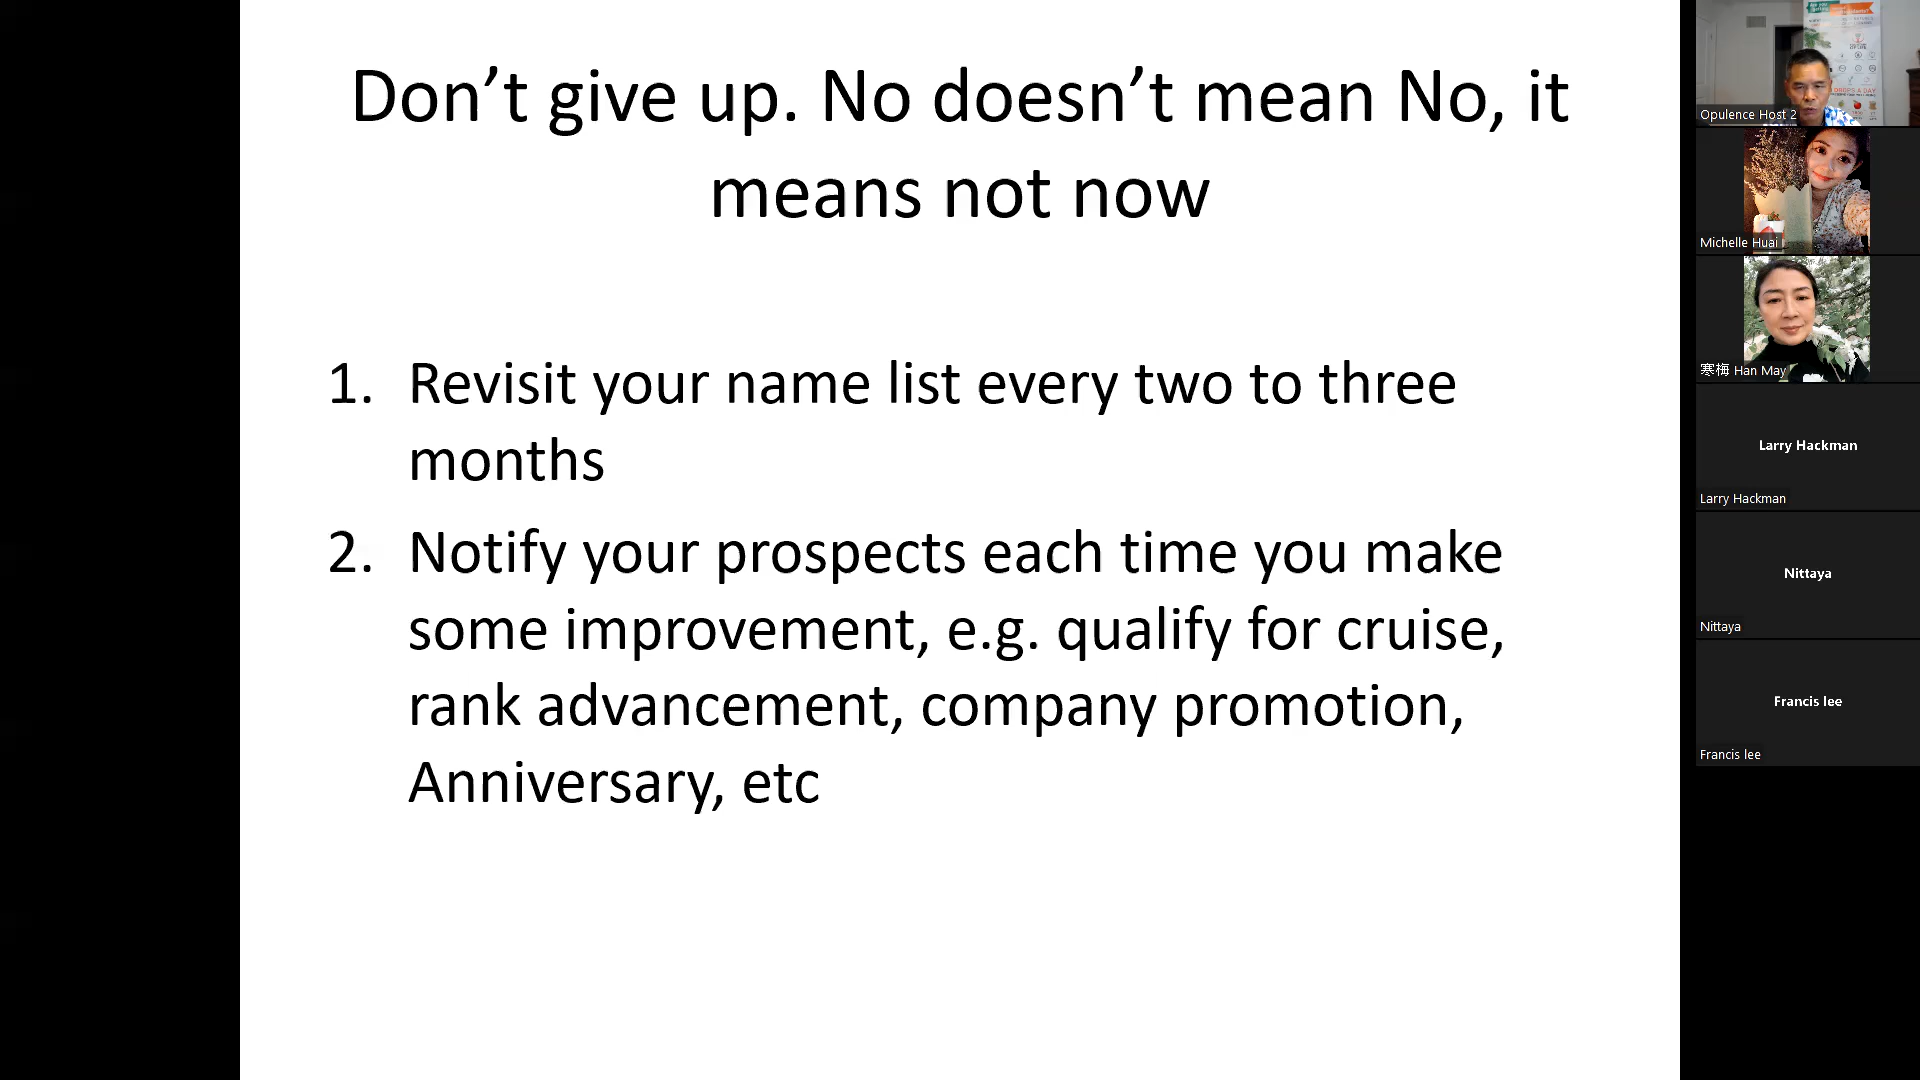 Don’t give up. No doesn’t mean No, it
means not now
1. Revisit your name list every two to three
months
2. Notify your prospects each time you make
some improvement, e.g. qualify for cruise,
rank advancement, company promotion,
Anniversary, etc
DROPS A DAY
Opulence Host 2
Michelle Huai
寒梅 Han May
Larry Hackman
Larry Hackman
Nittaya
Nittaya
Francis lee
Francis lee